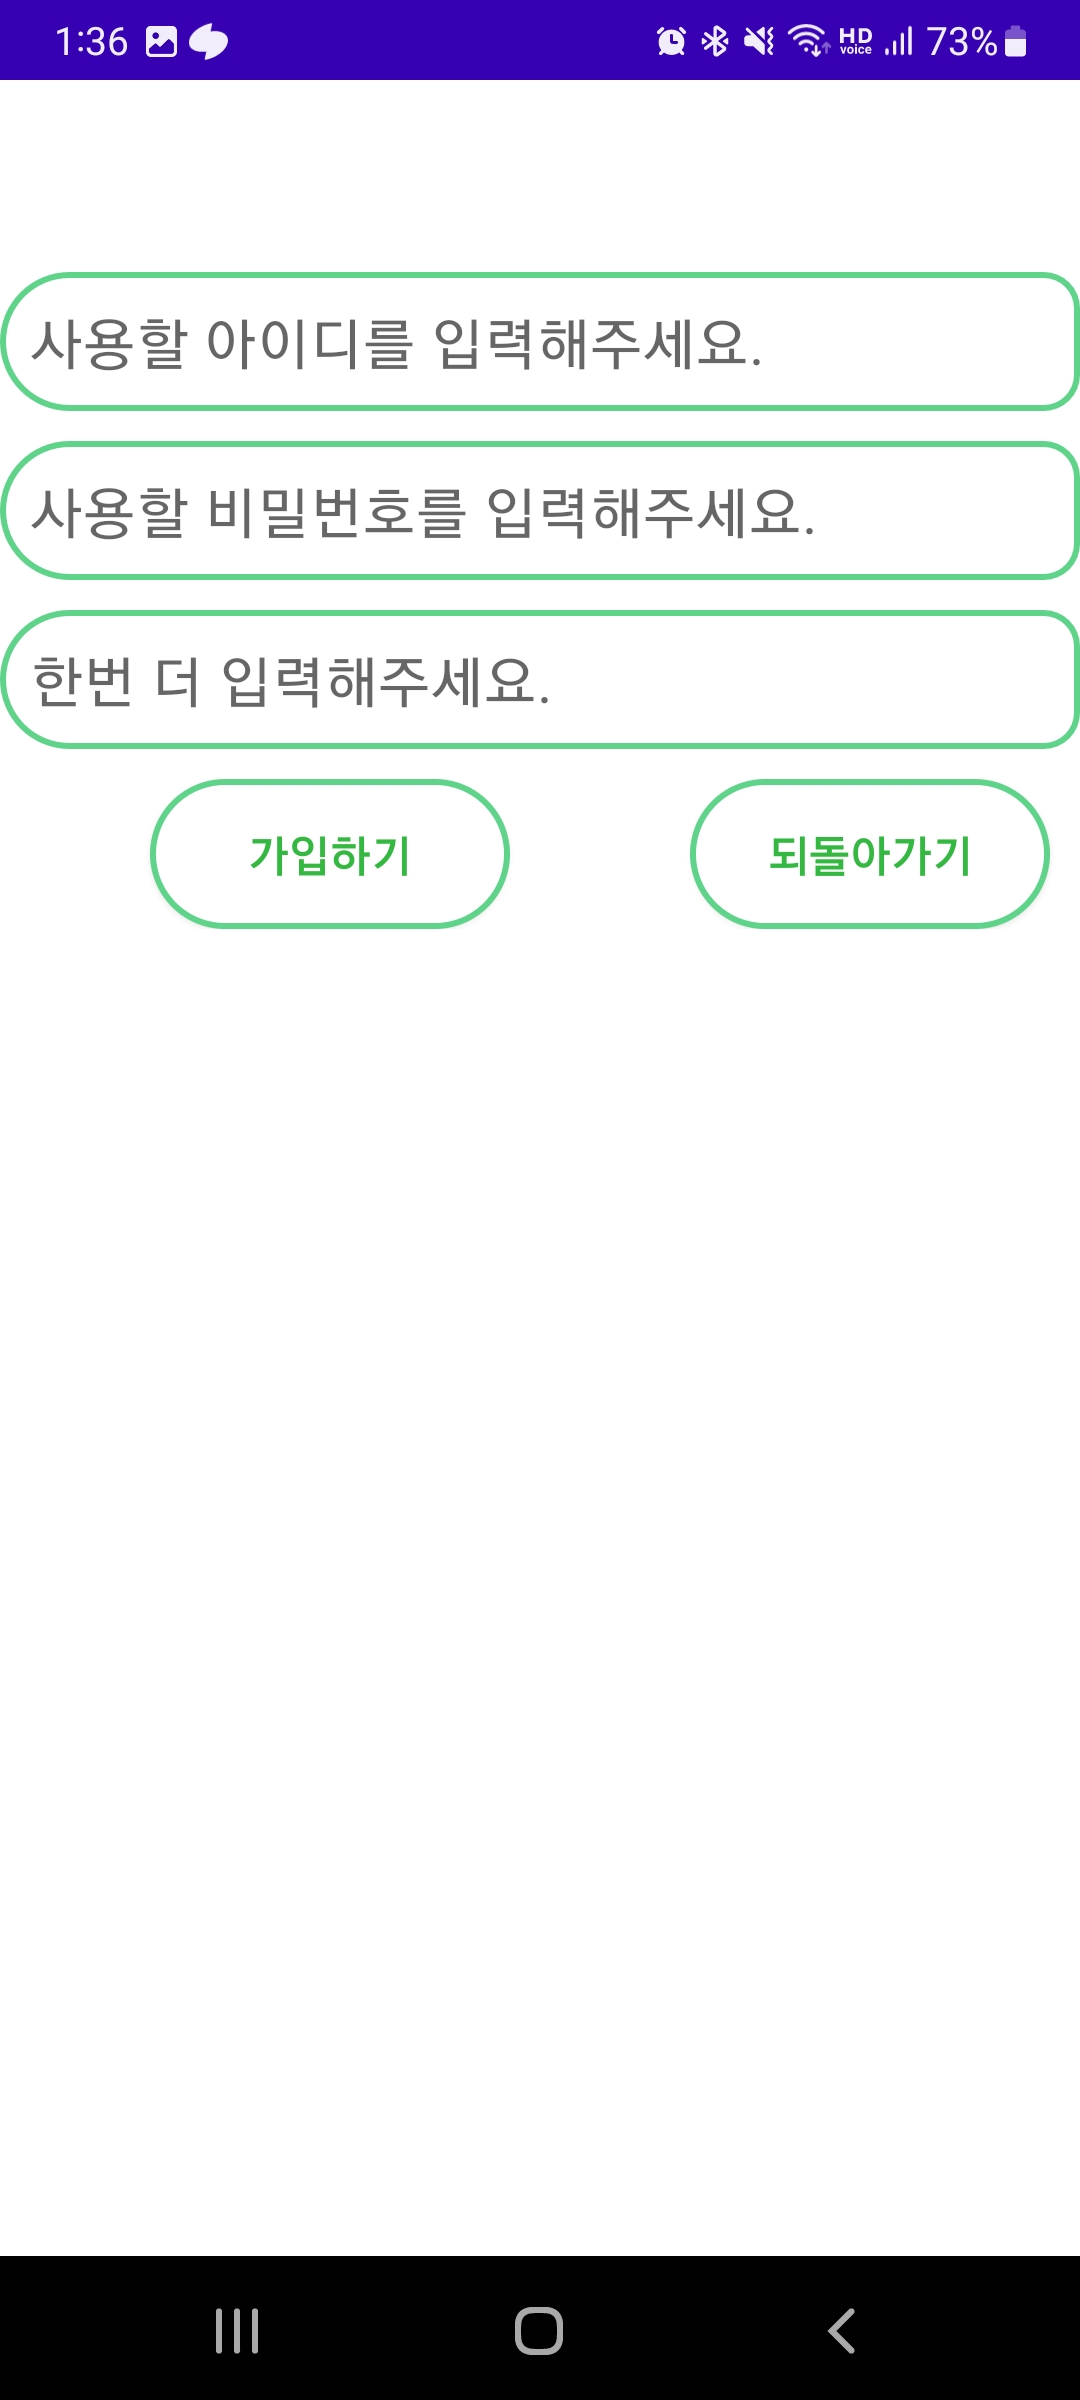 1:36 HD voice 73%
사용할 아이디를 입력해주세요.
사용할 비밀번호를 입력해주세요.
한번 더 입력해주세요.
가입하기 되돌아가기